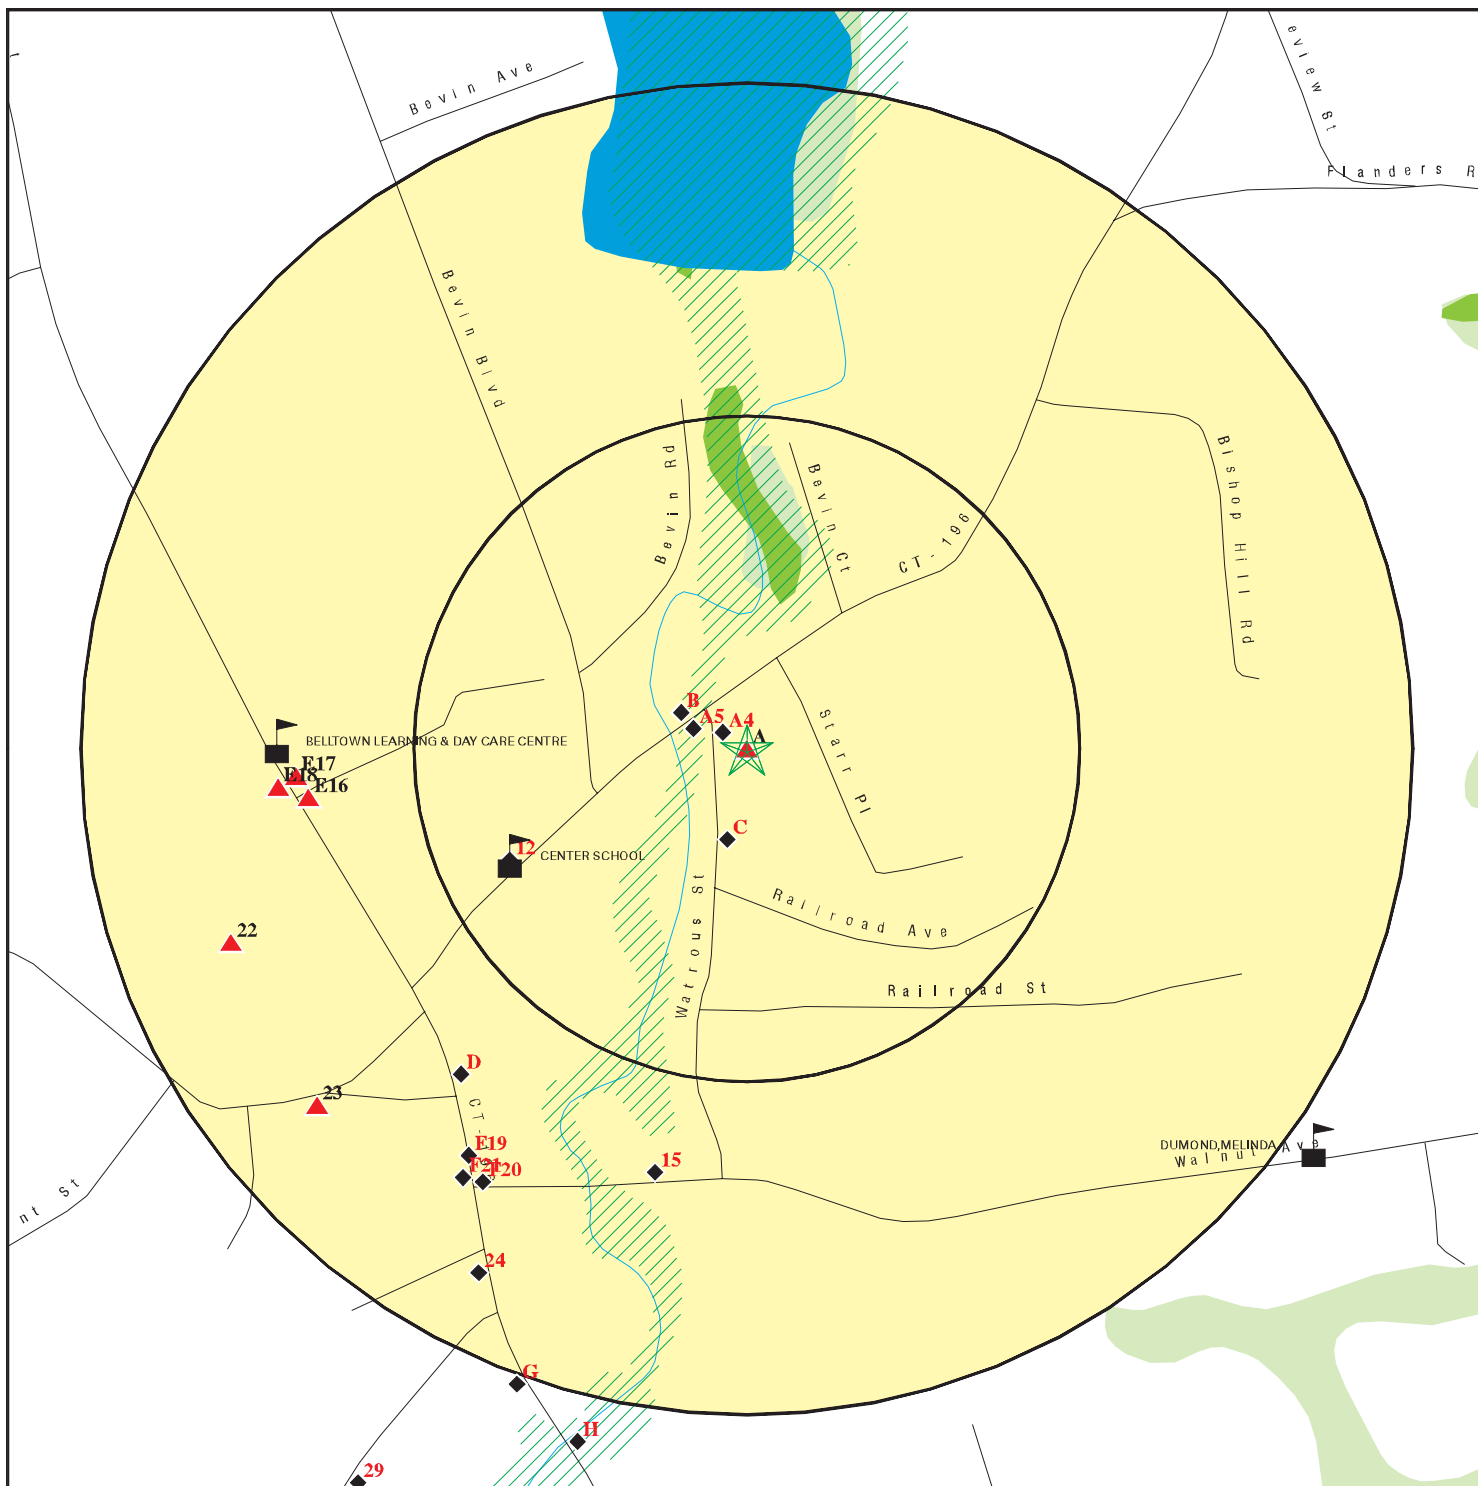 eview St
Bevin Ave
Flanders R
Bevin Blvd
Bevin Rd
Bevin Ct
CT-196
Bishop Hill Rd
B
A5
A4
A
Starr Pl
BELLTOWN LEARNING & DAY CARE CENTRE
E17
E18
E16
C
12
CENTER SCHOOL
Watrous St
Railroad Ave
22
Railroad St
D
23
CT-
E19
F21
F20
15
DUMOND,MELINDA
Walnut Ave
nt St
24
G
H
29